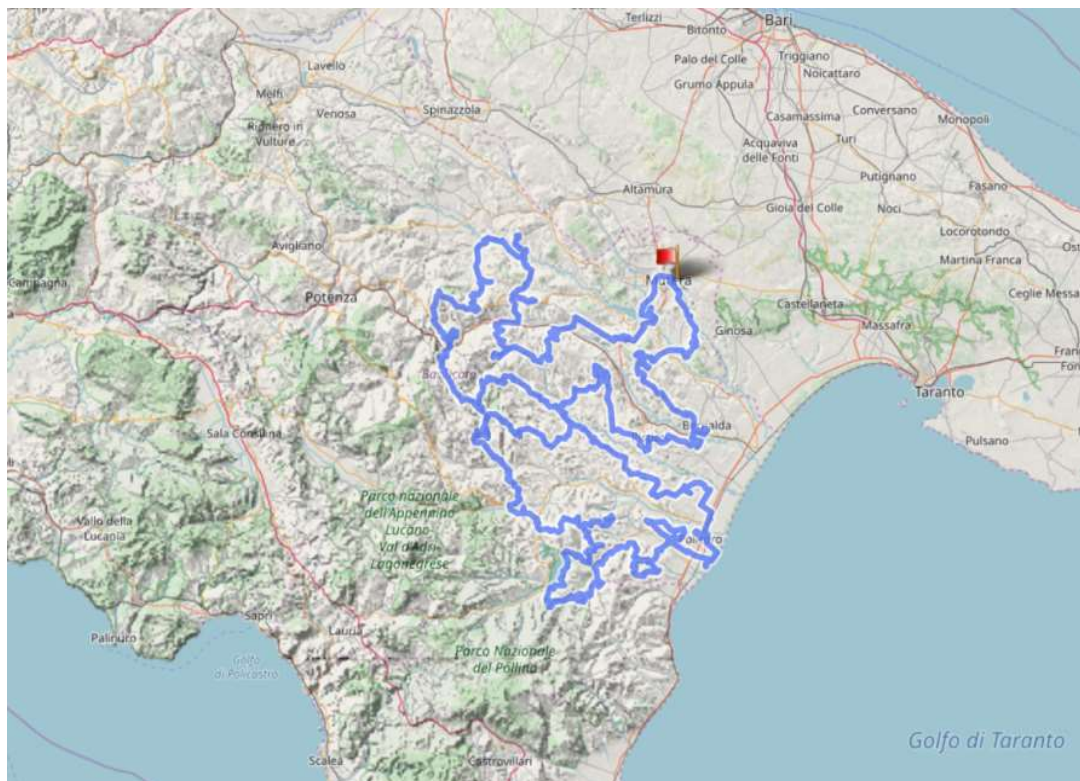 Bari
Terlizzi
Bitonto
Triggiano
Palo del Colle
Noicattaro
Grumo Appula
Lavello
Melfi
Venosa
Spinazzola
Casamassima
Conversano
Monopoli
Rionero in
Vulture
Acquaviva
delle Fonti
Turi
Putignano
Fasano
Altamura
Gioia del Colle
Noci
Locorotondo
Avigliano
Martina Franca
Campagna
Potenza
Castellaneta
Ceglie Messa
Ginosa
Massafra
Taranto
Sala Consilina
Pulsano
Parco nazionale
dell'Appennino
Lucano
Val d'Agri-
Lagonegrese
Vallo della
Lucania
Sapri
Lauria
Palinuro
Golfo
di Policastro
Parco Nazionale
del Pollino
Golfo di Taranto
Scalea
Castrovillari